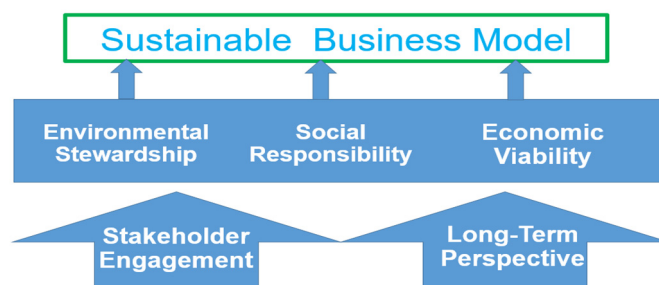 Sustainable Business Model
Environmental
Stewardship
Social
Responsibility
Economic
Viability
Stakeholder
Engagement
Long-Term
Perspective